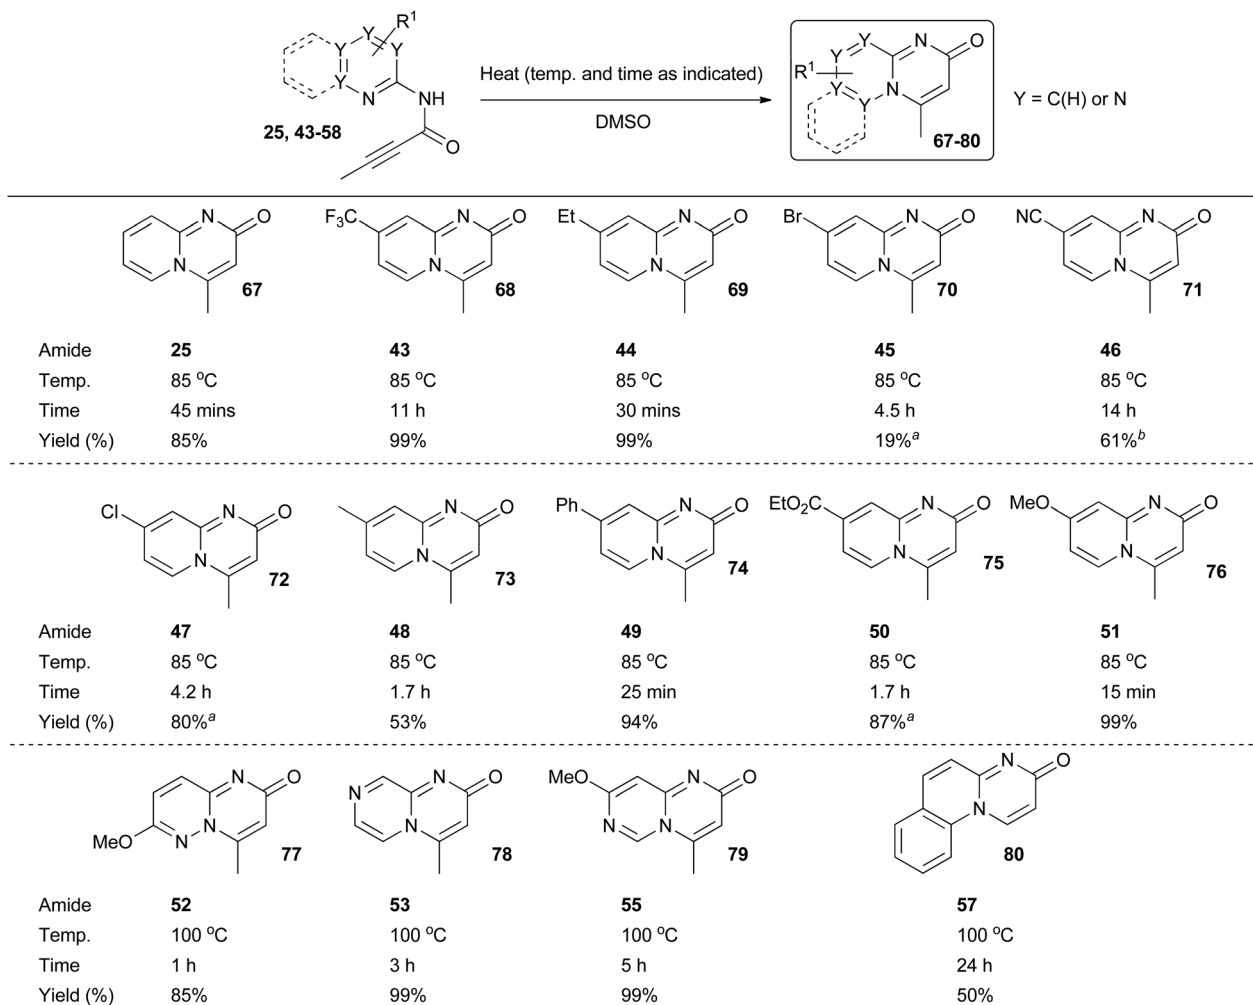 R¹
Y Y Y
Y
N NH
O
25, 43-58
Heat (temp. and time as indicated)
DMSO
Y Y N O
R¹ Y
Y Y N
67-80
Y = C(H) or N
N O N 67
F₃C N O N 68
Et N O N 69
Br N O N 70
NC N O N 71
Amide 25 43 44 45 46
Temp. 85 °C 85 °C 85 °C 85 °C 85 °C
Time 45 mins 11 h 30 mins 4.5 h 14 h
Yield (%) 85% 99% 99% 19%ᵃ 61%ᵇ
Cl N O N 72
N O N 73
Ph N O N 74
EtO₂C N O N 75
MeO N O N 76
Amide 47 48 49 50 51
Temp. 85 °C 85 °C 85 °C 85 °C 85 °C
Time 4.2 h 1.7 h 25 min 1.7 h 15 min
Yield (%) 80%ᵃ 53% 94% 87%ᵃ 99%
N O MeO N N 77
N N O N 78
MeO N O N N 79
N O N 80
Amide 52 53 55 57
Temp. 100 °C 100 °C 100 °C 100 °C
Time 1 h 3 h 5 h 24 h
Yield (%) 85% 99% 99% 50%